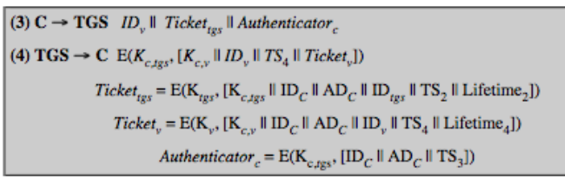 (3) C → TGS ID_v || Ticket_tgs || Authenticator_c
(4) TGS → C E(K_c,tgs, [K_c,v || ID_v || TS_4 || Ticket_v])
Ticket_tgs = E(K_tgs, [K_c,tgs || ID_C || AD_C || ID_tgs || TS_2 || Lifetime_2])
Ticket_v = E(K_v, [K_c,v || ID_C || AD_C || ID_v || TS_4 || Lifetime_4])
Authenticator_c = E(K_c,tgs, [ID_C || AD_C || TS_3])